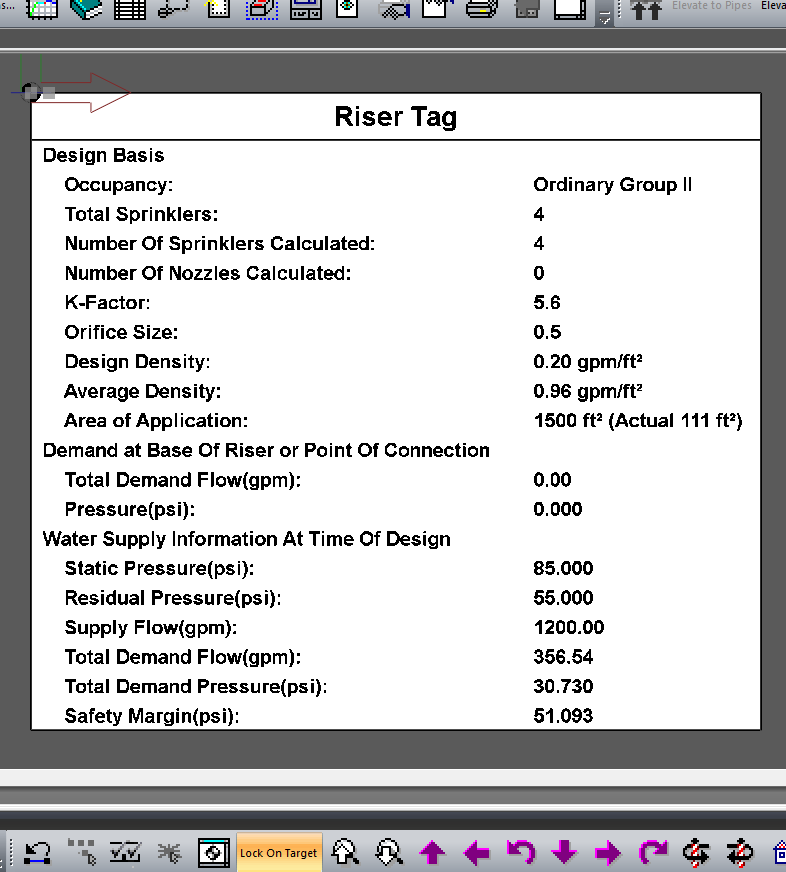 s...
Elevate to Pipes Eleva
Riser Tag
Design Basis
Occupancy: Ordinary Group II
Total Sprinklers: 4
Number Of Sprinklers Calculated: 4
Number Of Nozzles Calculated: 0
K-Factor: 5.6
Orifice Size: 0.5
Design Density: 0.20 gpm/ft²
Average Density: 0.96 gpm/ft²
Area of Application: 1500 ft² (Actual 111 ft²)
Demand at Base Of Riser or Point Of Connection
Total Demand Flow(gpm): 0.00
Pressure(psi): 0.000
Water Supply Information At Time Of Design
Static Pressure(psi): 85.000
Residual Pressure(psi): 55.000
Supply Flow(gpm): 1200.00
Total Demand Flow(gpm): 356.54
Total Demand Pressure(psi): 30.730
Safety Margin(psi): 51.093
Lock On Target